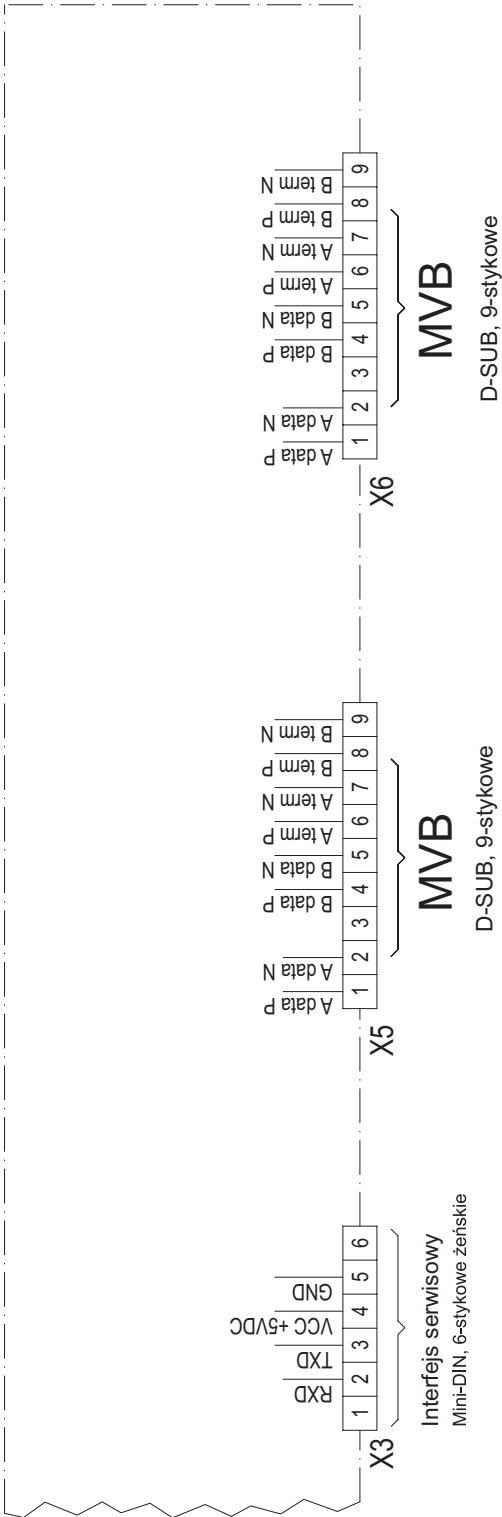 RXD
TXD
VCC +5VDC
GND
1 2 3 4 5 6
X3
Interfejs serwisowy
Mini-DIN, 6-stykowe żeńskie
A data P
A data N
B data P
B data N
A term P
A term N
B term P
B term N
1 2 3 4 5 6 7 8 9
X5
MVB
D-SUB, 9-stykowe
A data P
A data N
B data P
B data N
A term P
A term N
B term P
B term N
1 2 3 4 5 6 7 8 9
X6
MVB
D-SUB, 9-stykowe